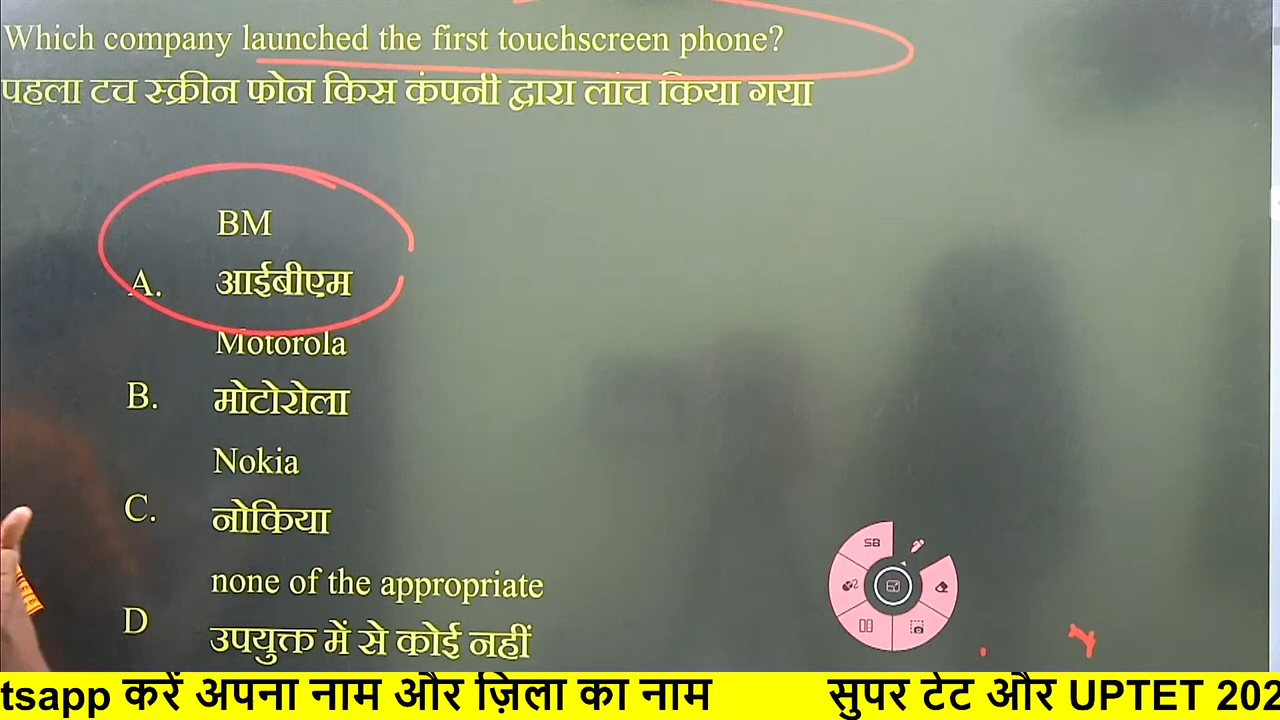 Which company launched the first touchscreen phone?
पहला टच स्क्रीन फोन किस कंपनी द्वारा लांच किया गया
BM
A. आईबीएम
Motorola
B. मोटोरोला
Nokia
C. नोकिया
none of the appropriate
D उपयुक्त में से कोई नहीं
SB
tsapp करें अपना नाम और ज़िला का नाम सुपर टेट और UPTET 202